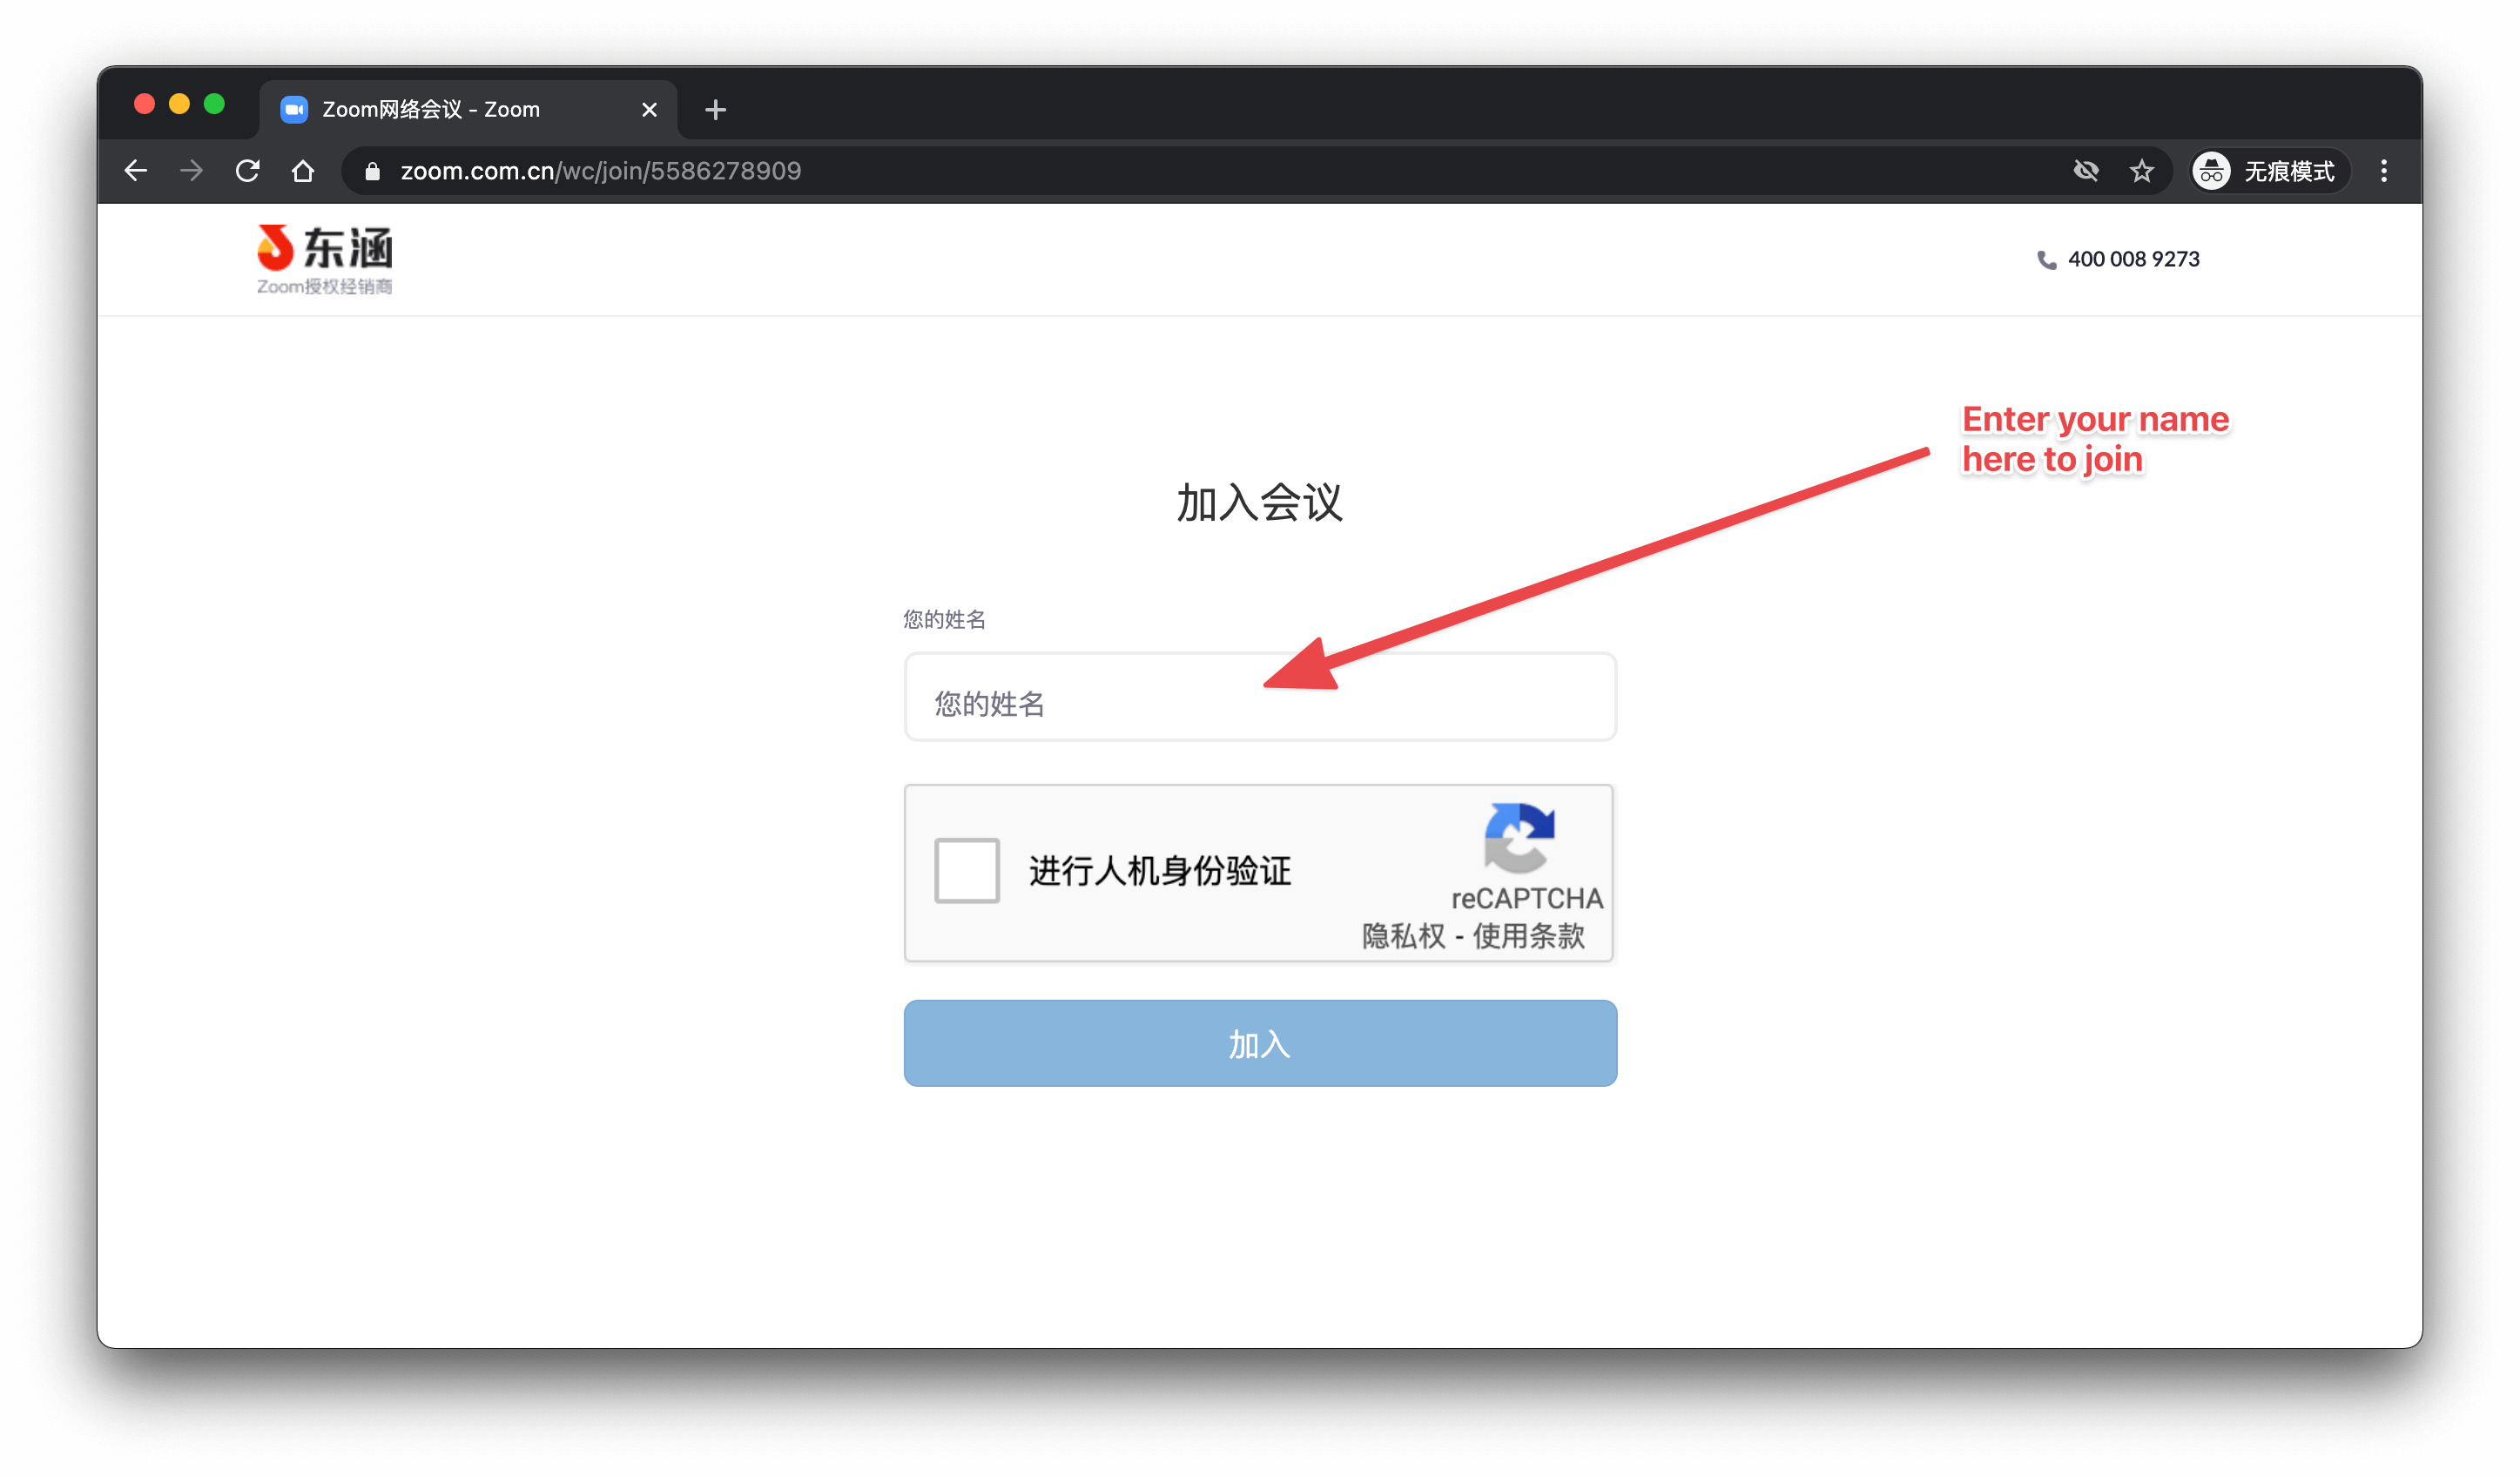 Zoom网络会议 - Zoom
zoom.com.cn/wc/join/5586278909
无痕模式
东涵
Zoom授权经销商
400 008 9273
Enter your name
here to join
加入会议
您的姓名
您的姓名
进行人机身份验证
reCAPTCHA
隐私权 - 使用条款
加入